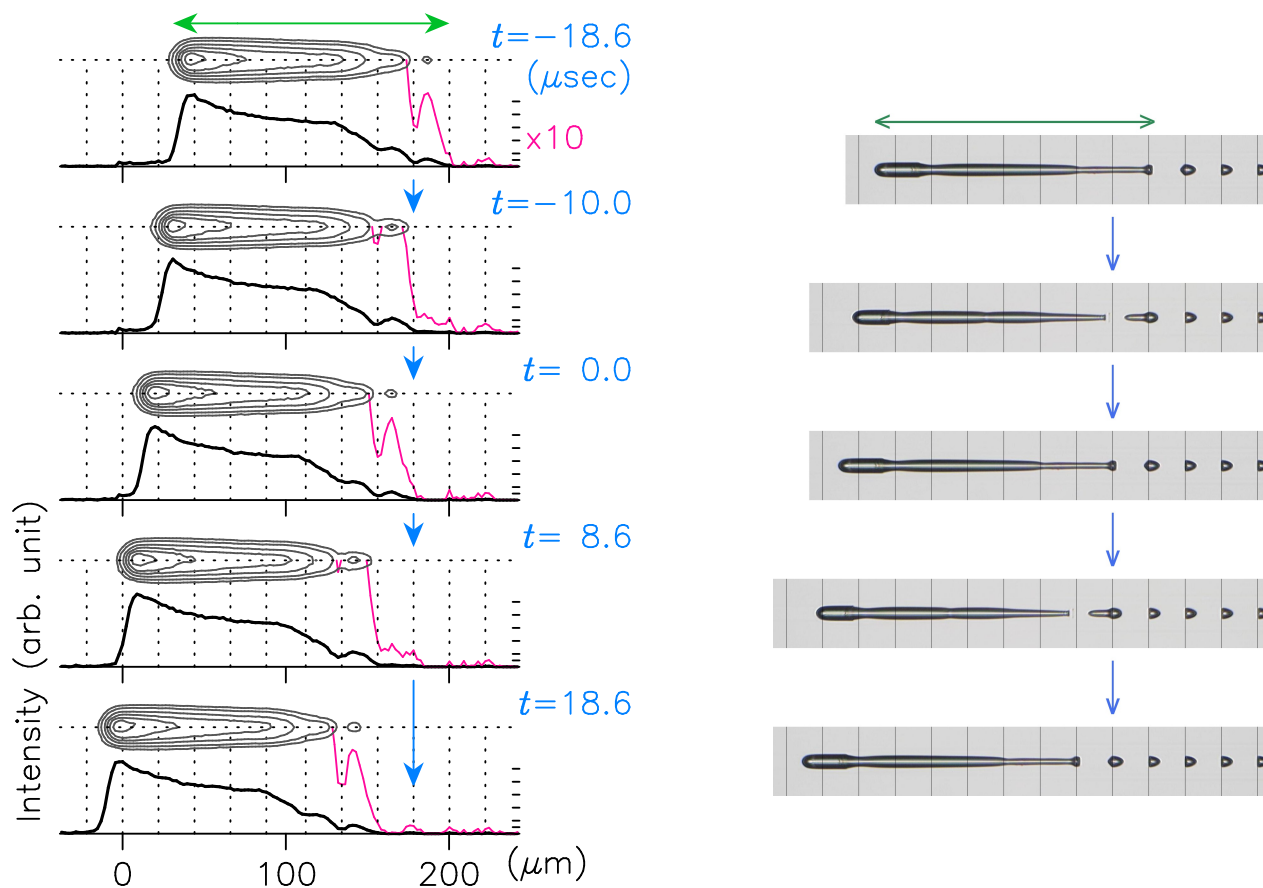 t=−18.6
(μsec)
x10
t=−10.0
t= 0.0
t= 8.6
t=18.6
Intensity (arb. unit)
0 100 200 (μm)